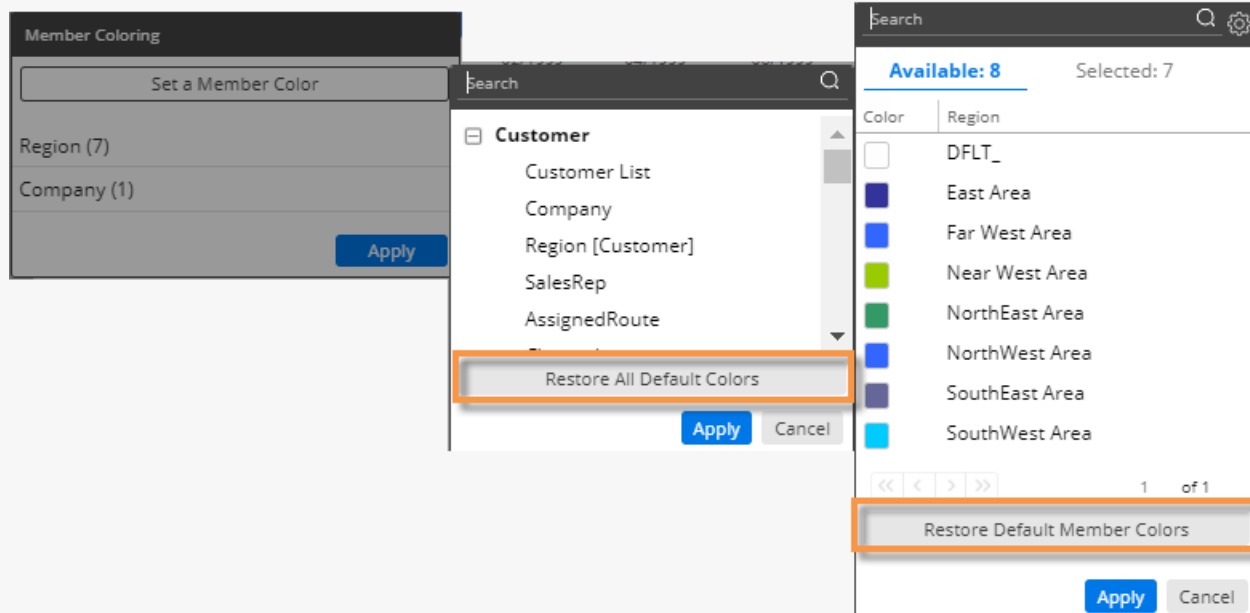 Member Coloring
Set a Member Color
Region (7)
Company (1)
Apply
Search
Customer
Customer List
Company
Region [Customer]
SalesRep
AssignedRoute
Restore All Default Colors
Apply Cancel
Search
Available: 8 Selected: 7
Color Region
DFLT_
East Area
Far West Area
Near West Area
NorthEast Area
NorthWest Area
SouthEast Area
SouthWest Area
1 of 1
Restore Default Member Colors
Apply Cancel